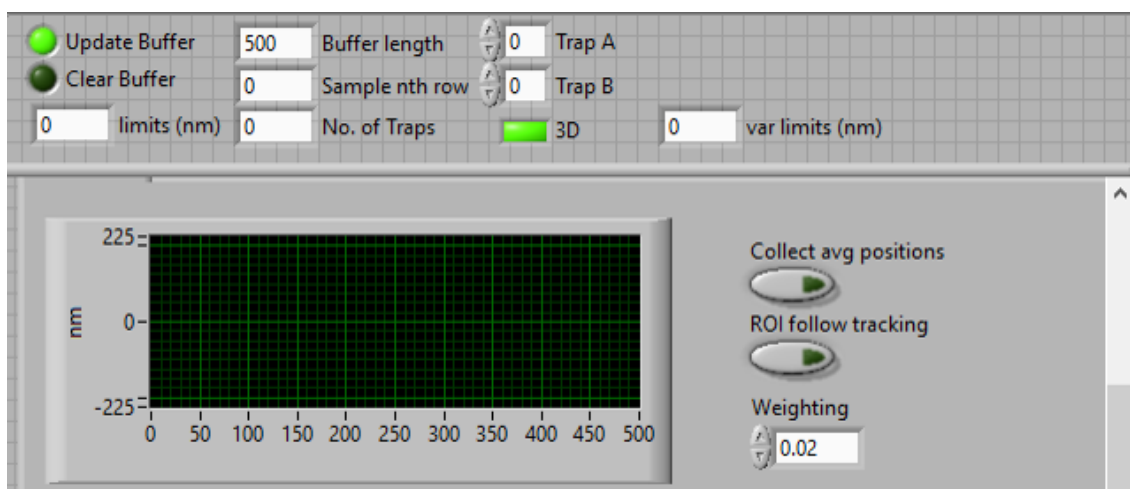 Update Buffer 500 Buffer length 0 Trap A
Clear Buffer 0 Sample nth row 0 Trap B
0 limits (nm) 0 No. of Traps 3D 0 var limits (nm)
225
Collect avg positions
nm 0
ROI follow tracking
-225
0 50 100 150 200 250 300 350 400 450 500
Weighting
0.02